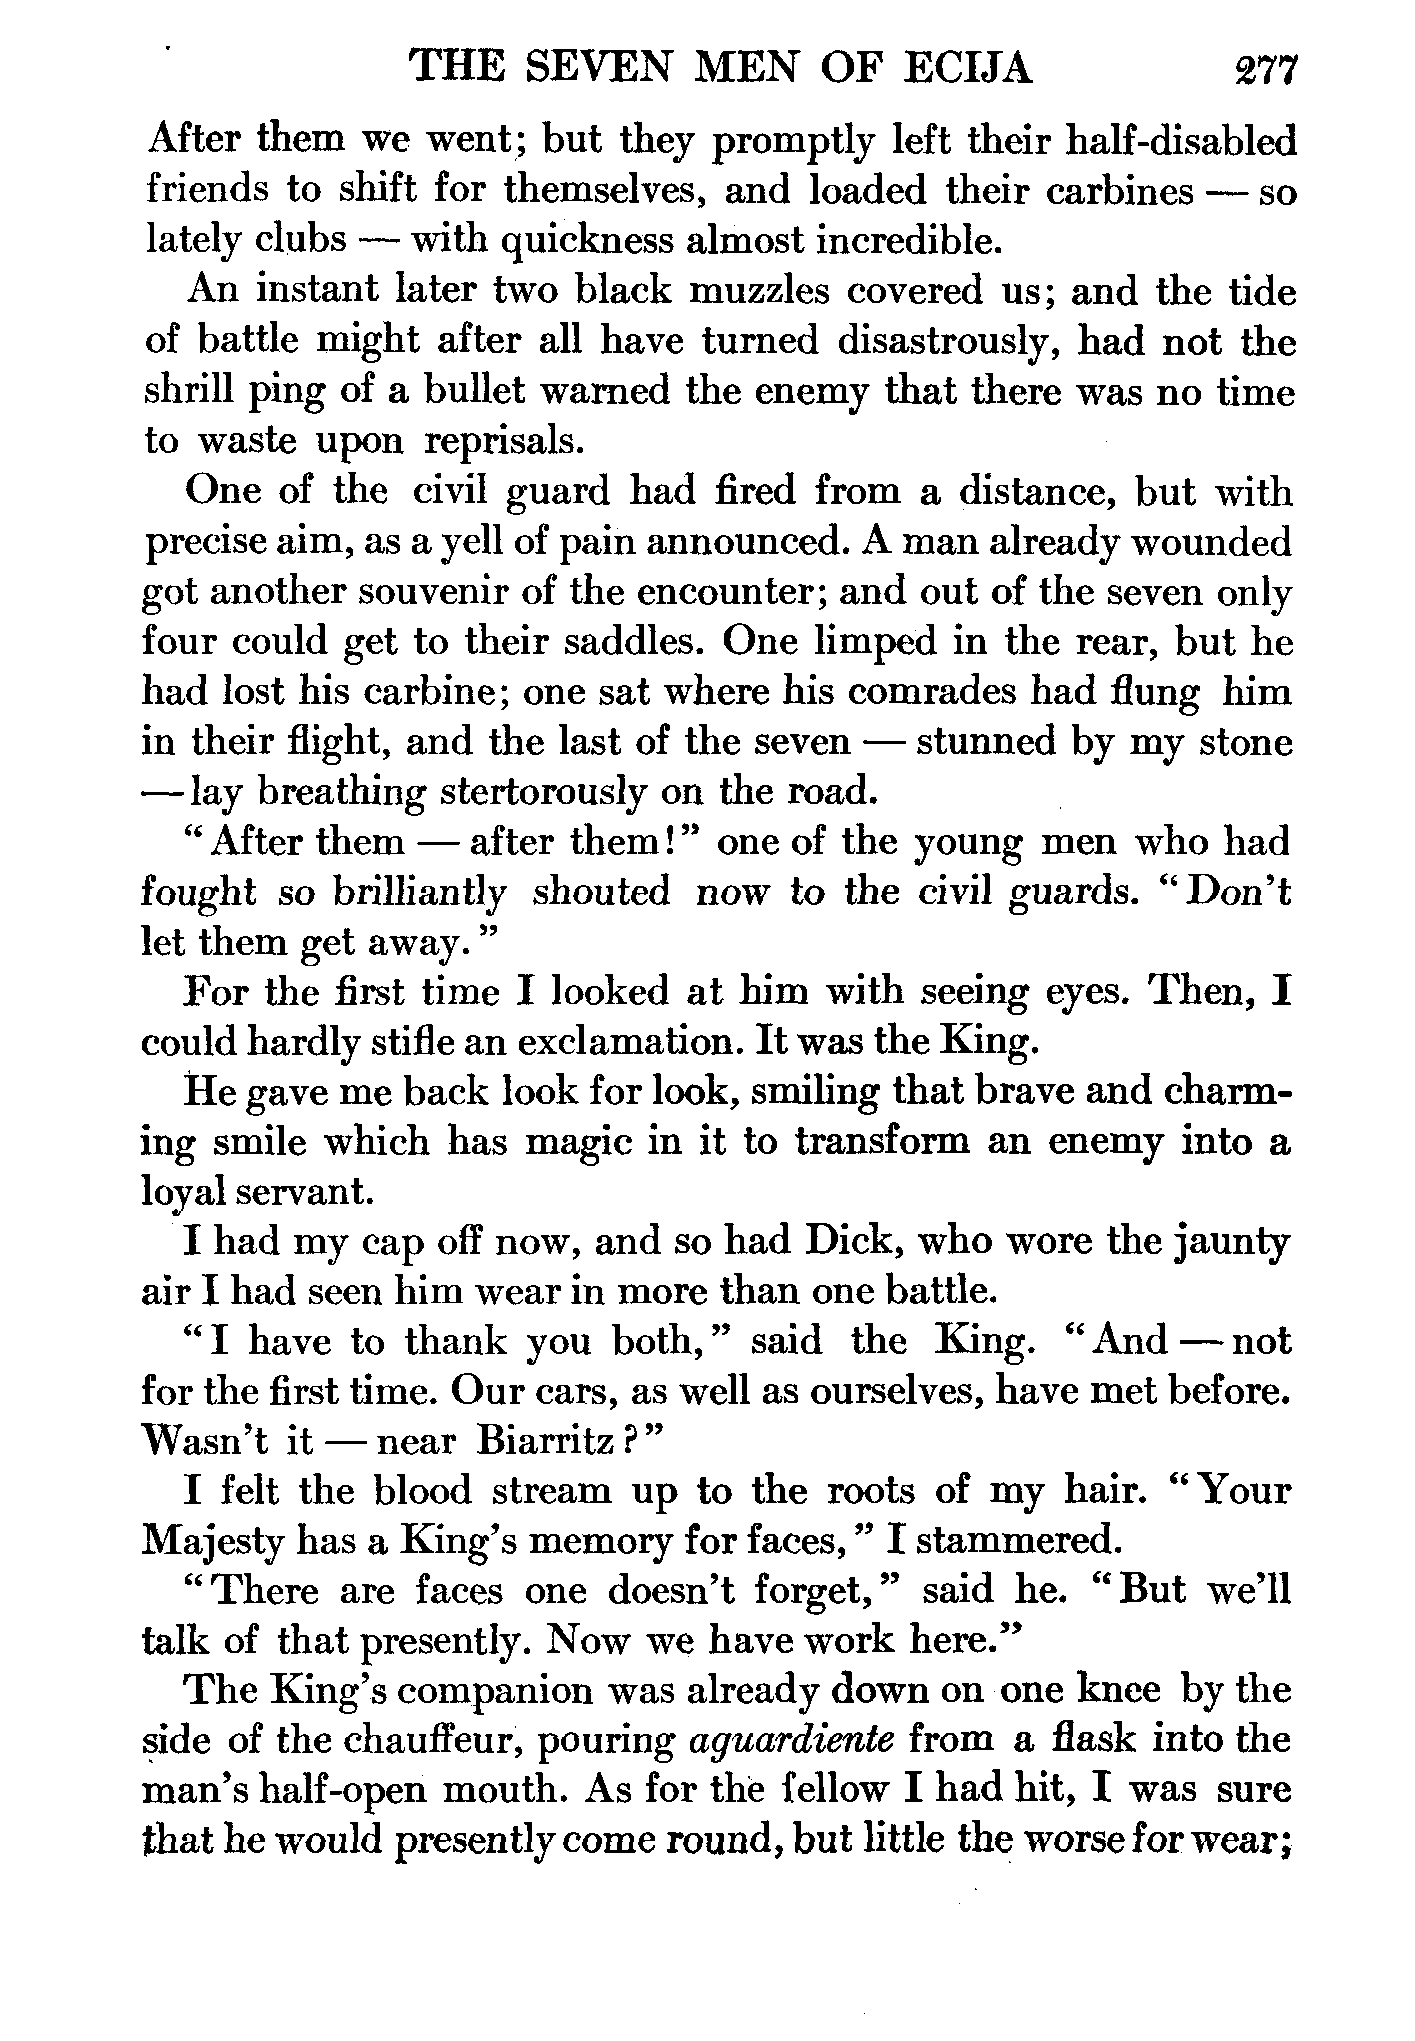 THE SEVEN MEN OF ECIJA 277
After them we went; but they promptly left their half-disabled
friends to shift for themselves, and loaded their carbines — so
lately clubs — with quickness almost incredible.
An instant later two black muzzles covered us; and the tide
of battle might after all have turned disastrously, had not the
shrill ping of a bullet warned the enemy that there was no time
to waste upon reprisals.
One of the civil guard had fired from a distance, but with
precise aim, as a yell of pain announced. A man already wounded
got another souvenir of the encounter; and out of the seven only
four could get to their saddles. One limped in the rear, but he
had lost his carbine; one sat where his comrades had flung him
in their flight, and the last of the seven — stunned by my stone
— lay breathing stertorously on the road.
"After them — after them!" one of the young men who had
fought so brilliantly shouted now to the civil guards. "Don't
let them get away."
For the first time I looked at him with seeing eyes. Then, I
could hardly stifle an exclamation. It was the King.
He gave me back look for look, smiling that brave and charm-
ing smile which has magic in it to transform an enemy into a
loyal servant.
I had my cap off now, and so had Dick, who wore the jaunty
air I had seen him wear in more than one battle.
"I have to thank you both," said the King. "And — not
for the first time. Our cars, as well as ourselves, have met before.
Wasn't it — near Biarritz?"
I felt the blood stream up to the roots of my hair. "Your
Majesty has a King's memory for faces," I stammered.
"There are faces one doesn't forget," said he. "But we'll
talk of that presently. Now we have work here."
The King's companion was already down on one knee by the
side of the chauffeur, pouring aguardiente from a flask into the
man's half-open mouth. As for the fellow I had hit, I was sure
that he would presently come round, but little the worse for wear;